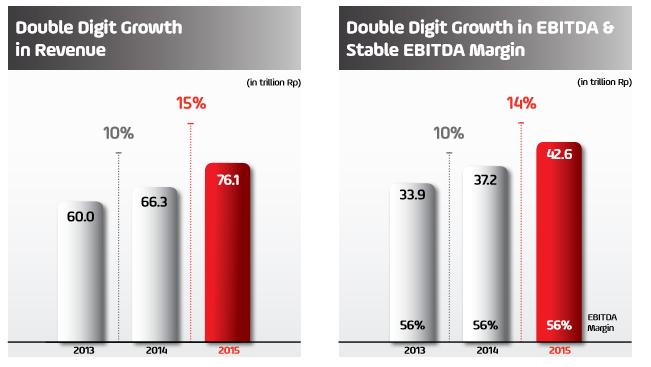 Double Digit Growth
in Revenue
(in trillion Rp)
15%
10%
76.1
66.3
60.0
2013 2014 2015
Double Digit Growth in EBITDA &
Stable EBITDA Margin
(in trillion Rp)
14%
10%
42.6
37.2
33.9
56% 56% 56% EBITDA
Margin
2013 2014 2015